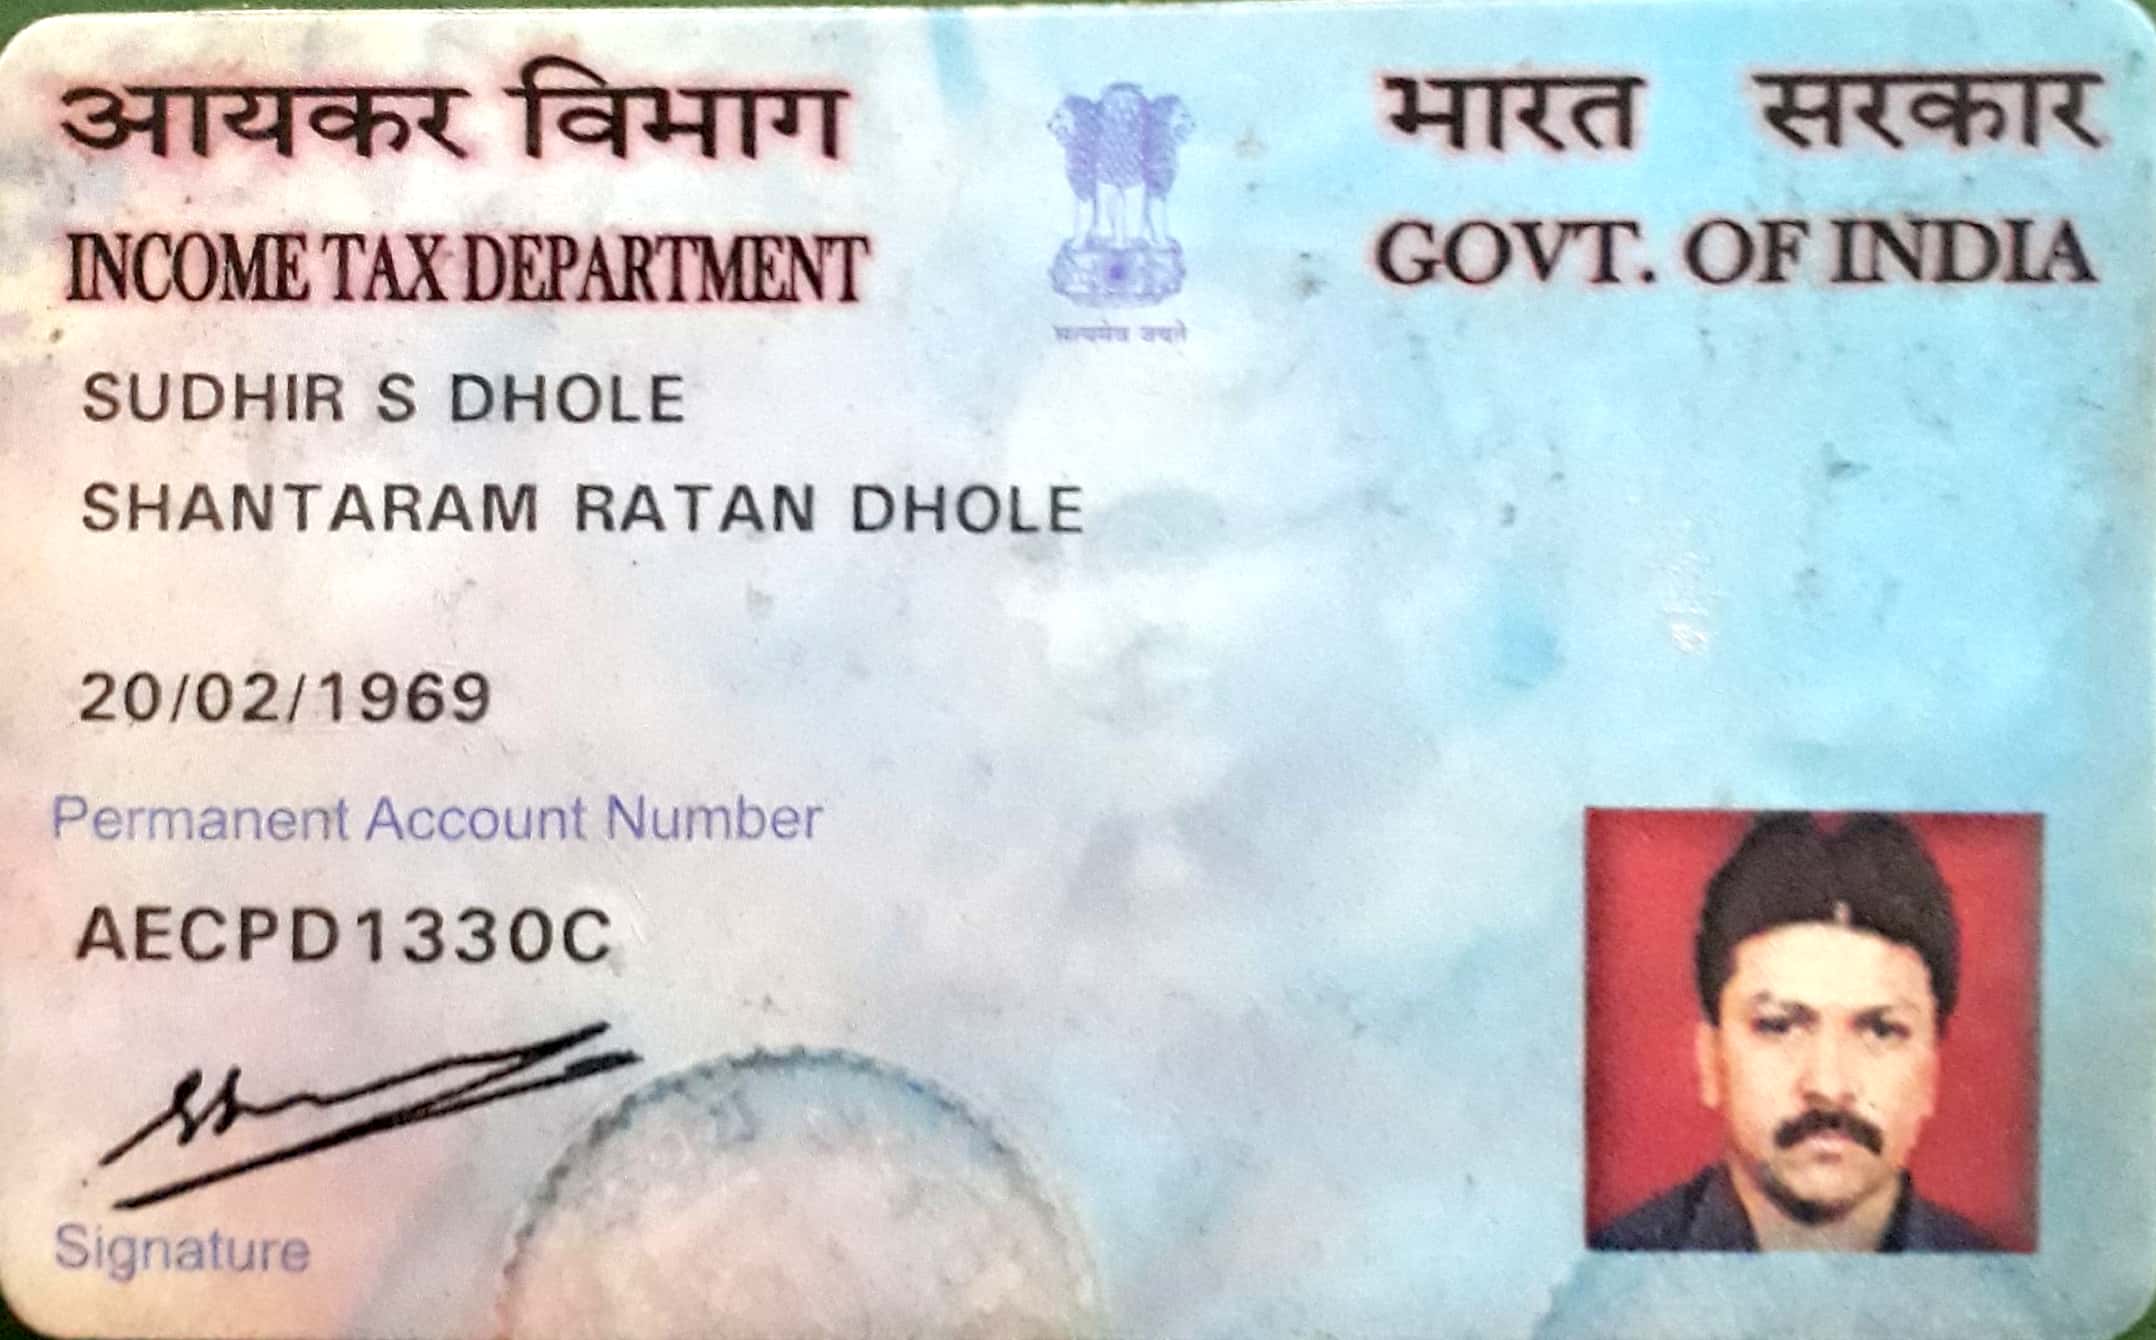 आयकर विभाग
भारत सरकार
INCOME TAX DEPARTMENT
GOVT. OF INDIA
सत्यमेव जयते
SUDHIR S DHOLE
SHANTARAM RATAN DHOLE
20/02/1969
Permanent Account Number
AECPD1330C
Signature